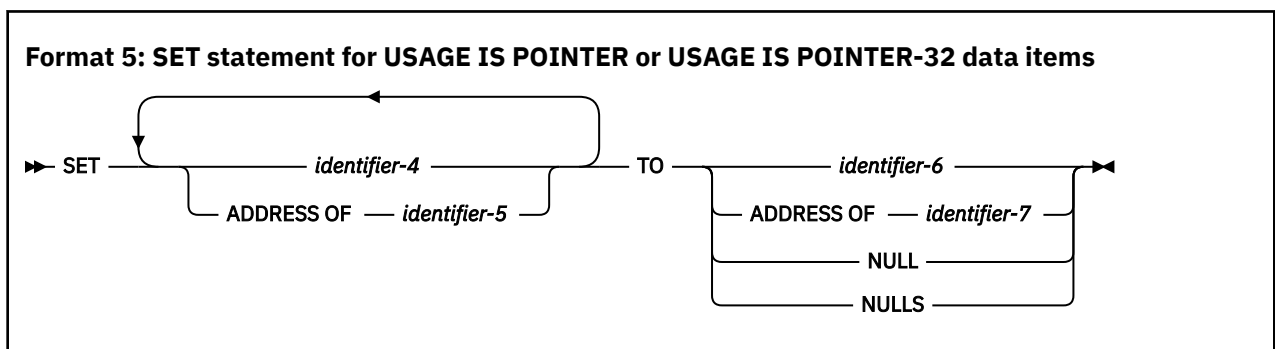 Format 5: SET statement for USAGE IS POINTER or USAGE IS POINTER-32 data items
SET identifier-4 TO identifier-6
ADDRESS OF identifier-5 ADDRESS OF identifier-7
NULL
NULLS